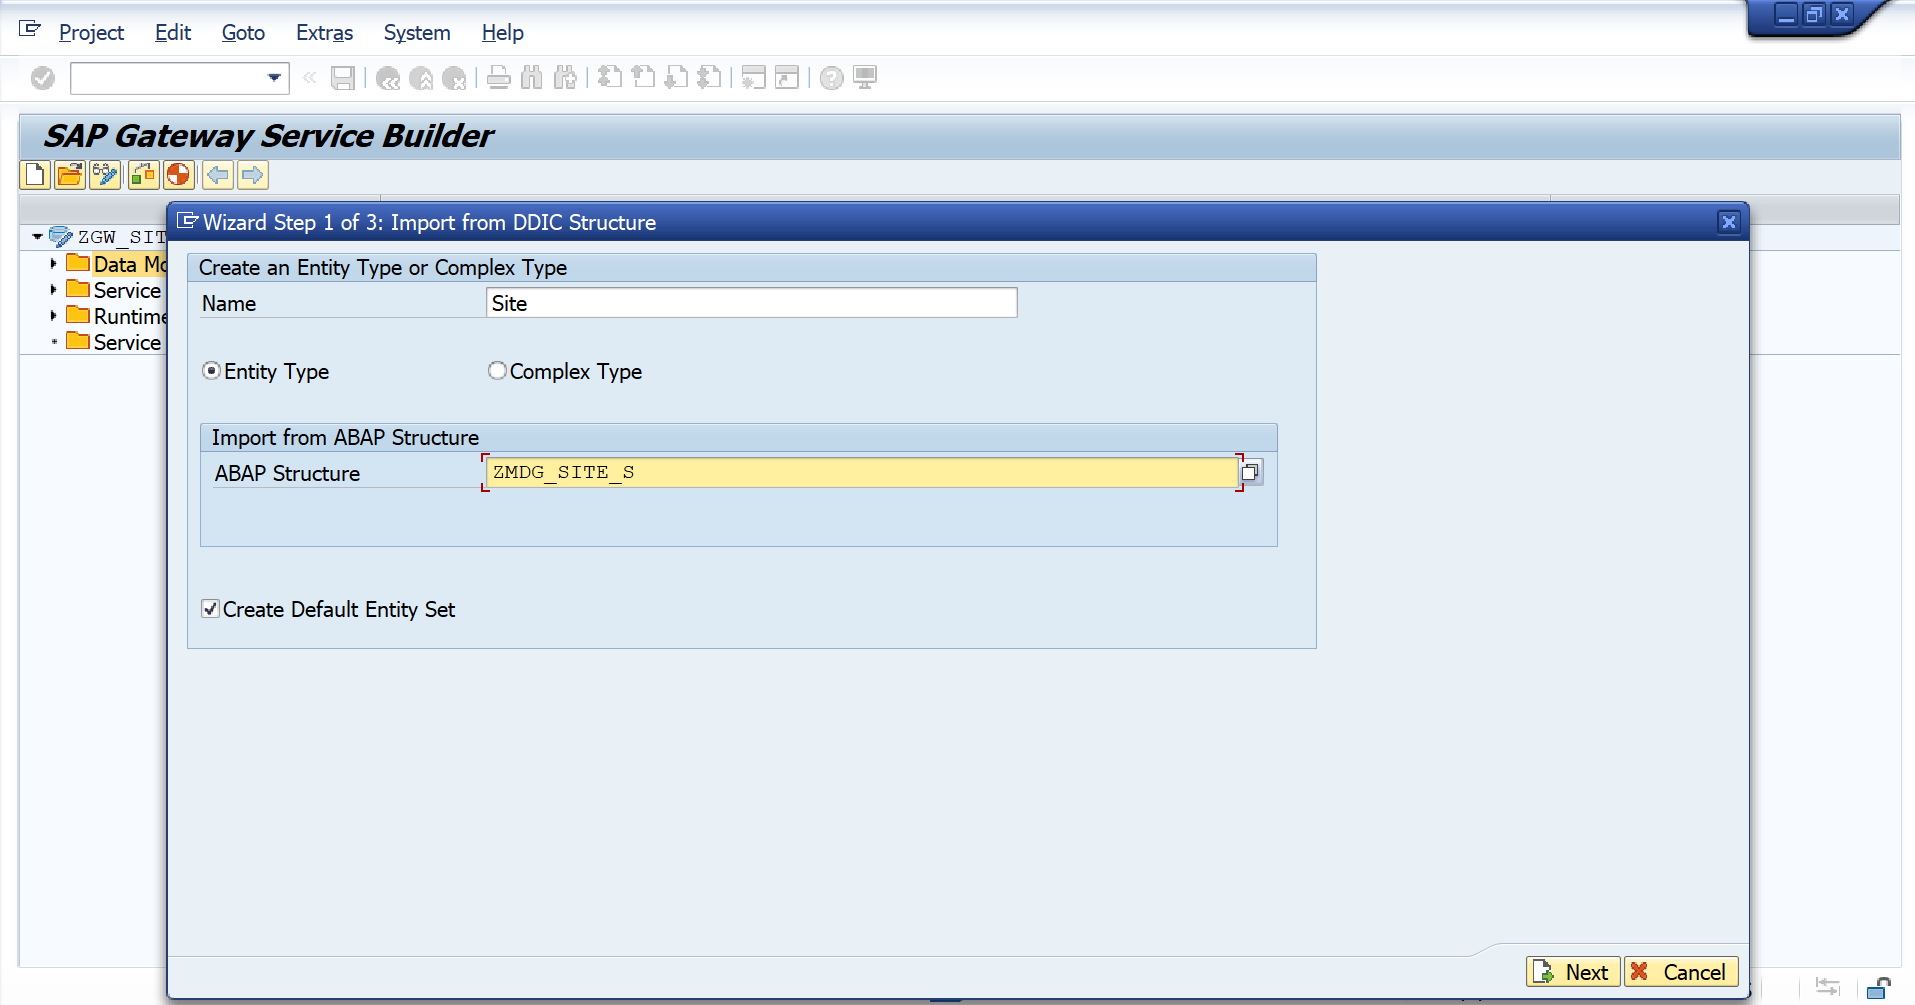 Project Edit Goto Extras System Help
SAP Gateway Service Builder
Wizard Step 1 of 3: Import from DDIC Structure
ZGW_SIT
Data Mo
Service
Runtime
Service
Create an Entity Type or Complex Type
Name Site
Entity Type Complex Type
Import from ABAP Structure
ABAP Structure ZMDG_SITE_S
Create Default Entity Set
Next Cancel